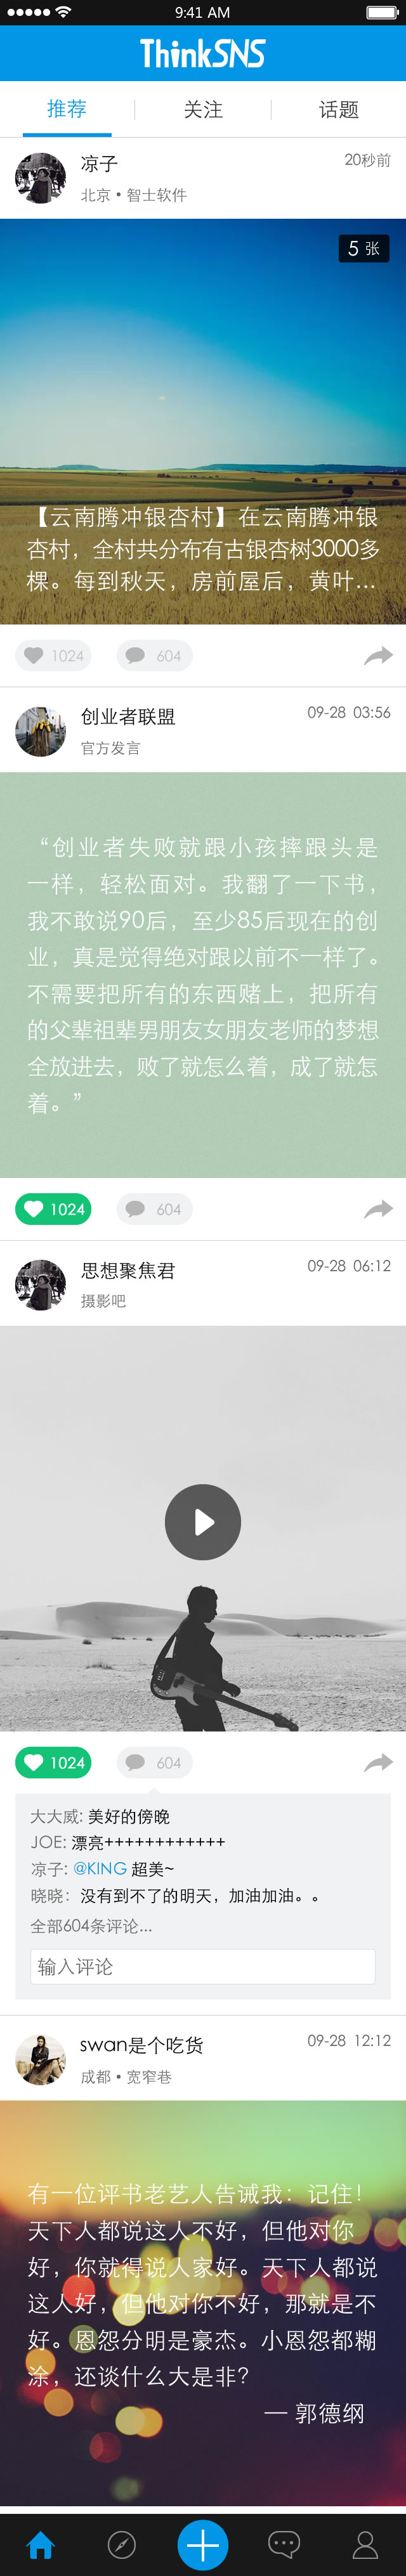 9:41 AM
ThinkSNS
推荐
关注
话题
凉子
20秒前
北京 • 智士软件
5 张
【云南腾冲银杏村】在云南腾冲银
杏村，全村共分布有古银杏树3000多
棵。每到秋天，房前屋后，黄叶...
1024
604
创业者联盟
09-28 03:56
官方发言
“创业者失败就跟小孩摔跟头是
一样，轻松面对。我翻了一下书，
我不敢说90后，至少85后现在的创
业，真是觉得绝对跟以前不一样了。
不需要把所有的东西赌上，把所有
的父辈祖辈男朋友女朋友老师的梦想
全放进去，败了就怎么着，成了就怎
着。”
1024
604
思想聚焦君
09-28 06:12
摄影吧
1024
604
大大威: 美好的傍晚
JOE: 漂亮++++++++++++
凉子: @KING 超美~
晓晓：没有到不了的明天，加油加油。。
全部604条评论...
输入评论
swan是个吃货
09-28 12:12
成都 • 宽窄巷
有一位评书老艺人告诫我：记住！
天下人都说这人不好，但他对你
好，你就得说人家好。天下人都说
这人好，但他对你不好，那就是不
好。恩怨分明是豪杰。小恩怨都糊
涂，还谈什么大是非？
— 郭德纲